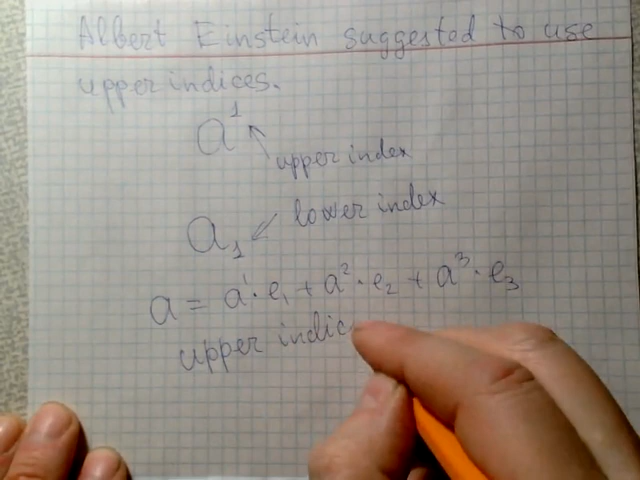 Albert Einstein suggested to use
upper indices.
a¹
upper index
lower index
a₁
a = a¹·e₁ + a²·e₂ + a³·e₃
upper indic